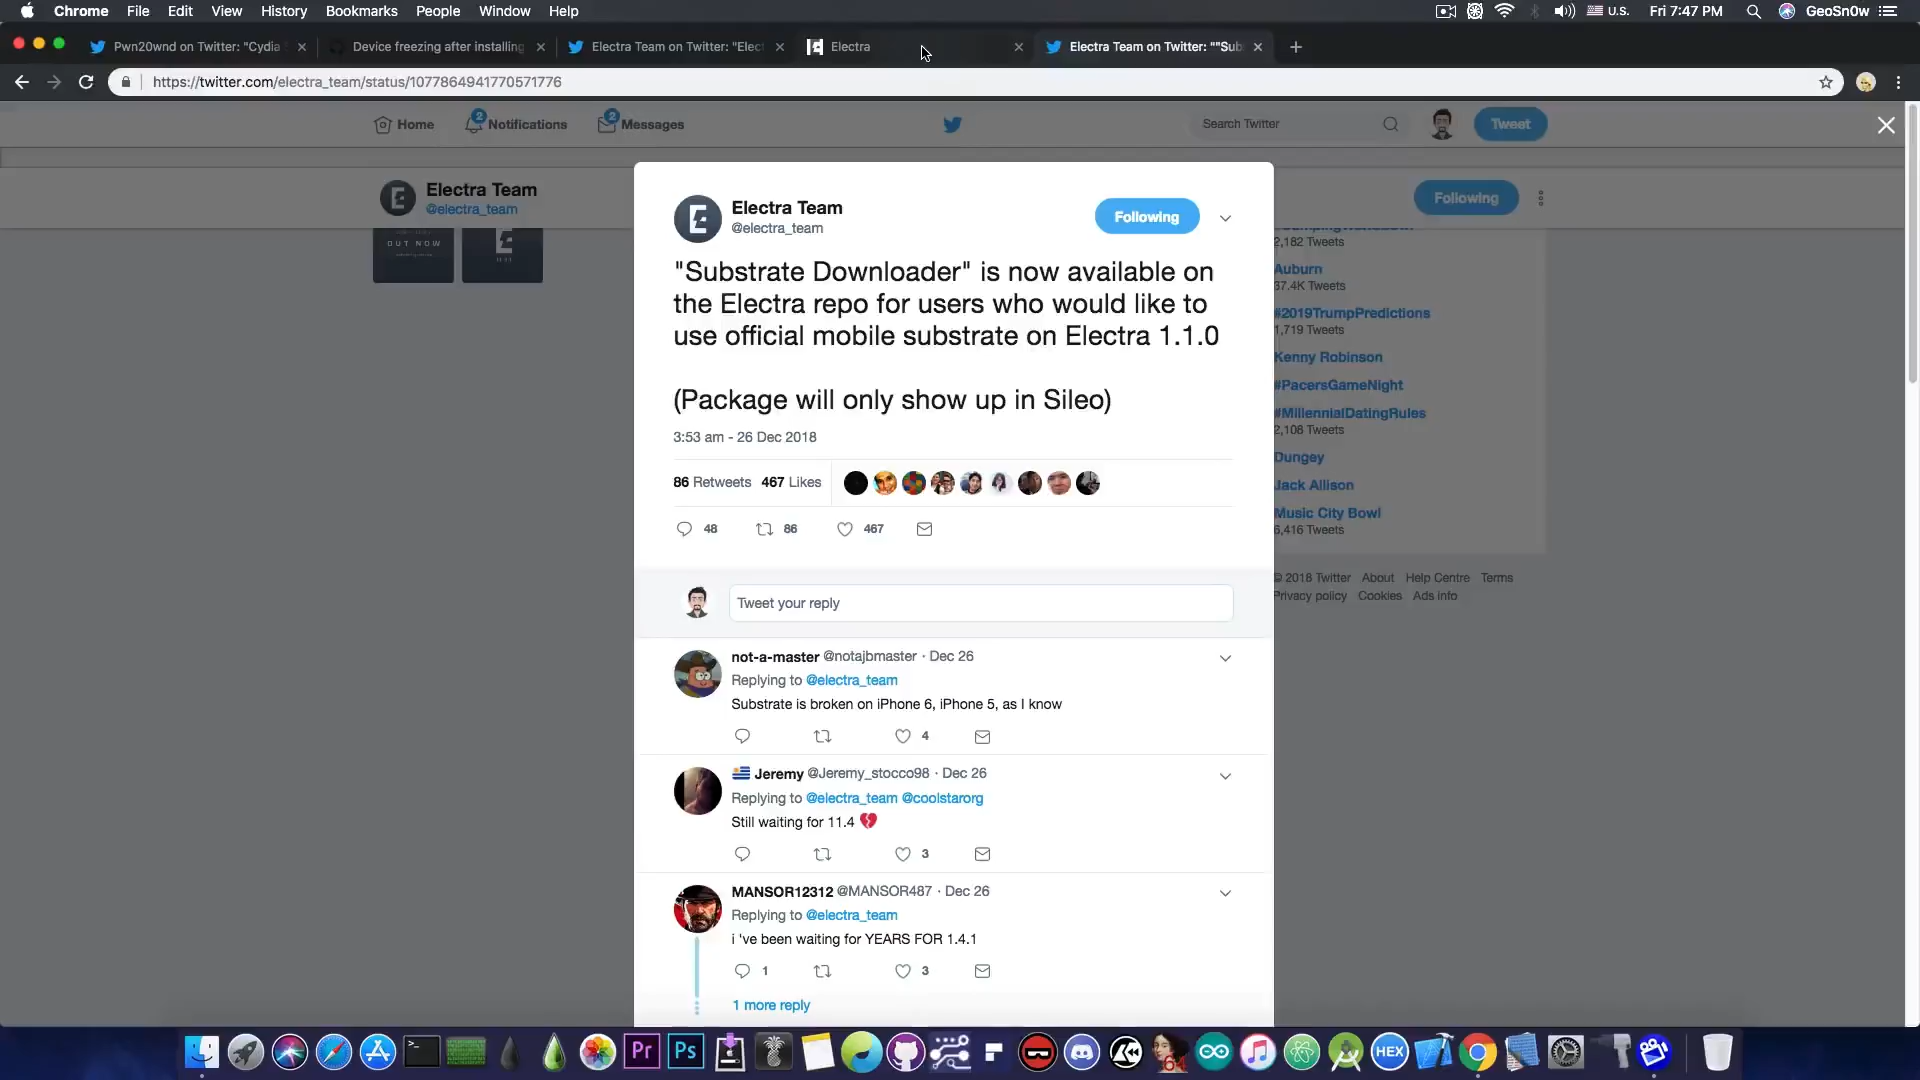 Chrome File Edit View History Bookmarks People Window Help
U.S. Fri 7:47 PM GeoSn0w
Pwn20wnd on Twitter: "Cydia
Device freezing after installing
Electra Team on Twitter: "Elect
Electra
Electra Team on Twitter: ""Sub
https://twitter.com/electra_team/status/1077864941770571776
Home
2 Notifications
2 Messages
Search Twitter
Tweet
Electra Team
@electra_team
Following
OUT NOW
Electra Team
@electra_team
Following
"Substrate Downloader" is now available on
the Electra repo for users who would like to
use official mobile substrate on Electra 1.1.0
(Package will only show up in Sileo)
3:53 am - 26 Dec 2018
86 Retweets 467 Likes
48 86 467
Tweet your reply
not-a-master @notajbmaster · Dec 26
Replying to @electra_team
Substrate is broken on iPhone 6, iPhone 5, as I know
4
Jeremy @Jeremy_stocco98 · Dec 26
Replying to @electra_team @coolstarorg
Still waiting for 11.4 💔
3
MANSOR12312 @MANSOR487 · Dec 26
Replying to @electra_team
i 've been waiting for YEARS FOR 1.4.1
1 3
1 more reply
2,182 Tweets
Auburn
37.4K Tweets
#2019TrumpPredictions
1,719 Tweets
Kenny Robinson
#PacersGameNight
#MillennialDatingRules
2,108 Tweets
Dungey
Jack Allison
Music City Bowl
6,416 Tweets
© 2018 Twitter About Help Centre Terms
Privacy policy Cookies Ads info
Pr
Ps
64
HEX